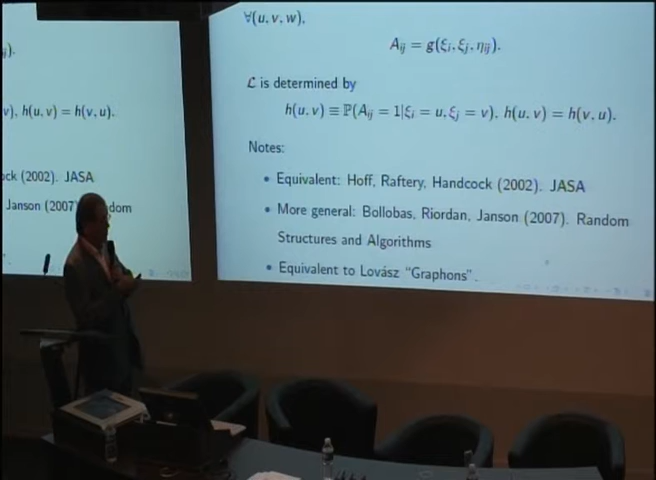 ∀(u, v, w),
A_ij = g(ξ_i, ξ_j, η_ij).
ℒ is determined by
h(u, v) ≡ ℙ(A_ij = 1|ξ_i = u, ξ_j = v). h(u, v) = h(v, u).
Notes:
• Equivalent: Hoff, Raftery, Handcock (2002). JASA
• More general: Bollobas, Riordan, Janson (2007). Random
Structures and Algorithms
• Equivalent to Lovász "Graphons".
v), h(u, v) = h(v, u).
ck (2002). JASA
Janson (2007
dom